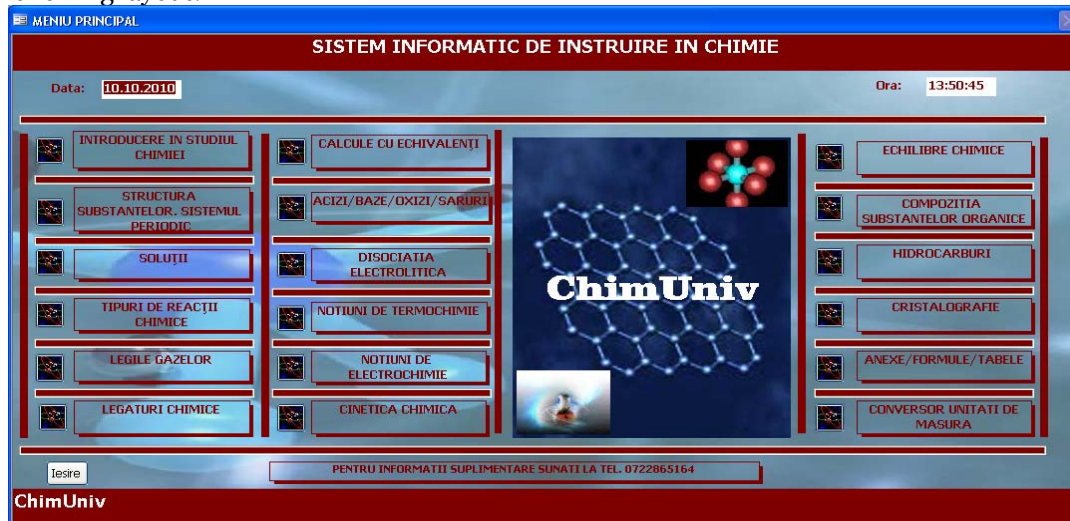 MENIU PRINCIPAL
SISTEM INFORMATIC DE INSTRUIRE IN CHIMIE
Data: 10.10.2010
Ora: 13:50:45
INTRODUCERE IN STUDIUL
CHIMIEI
STRUCTURA
SUBSTANTELOR. SISTEMUL
PERIODIC
SOLUŢII
TIPURI DE REACŢII
CHIMICE
LEGILE GAZELOR
LEGATURI CHIMICE
CALCULE CU ECHIVALENŢI
ACIZI/BAZE/OXIZI/SARURI
DISOCIATIA
ELECTROLITICA
NOTIUNI DE TERMOCHIMIE
NOTIUNI DE
ELECTROCHIMIE
CINETICA CHIMICA
ChimUniv
ECHILIBRE CHIMICE
COMPOZITIA
SUBSTANTELOR ORGANICE
HIDROCARBURI
CRISTALOGRAFIE
ANEXE/FORMULE/TABELE
CONVERSOR UNITATI DE
MASURA
Iesire
PENTRU INFORMATII SUPLIMENTARE SUNATI LA TEL. 0722865164
ChimUniv